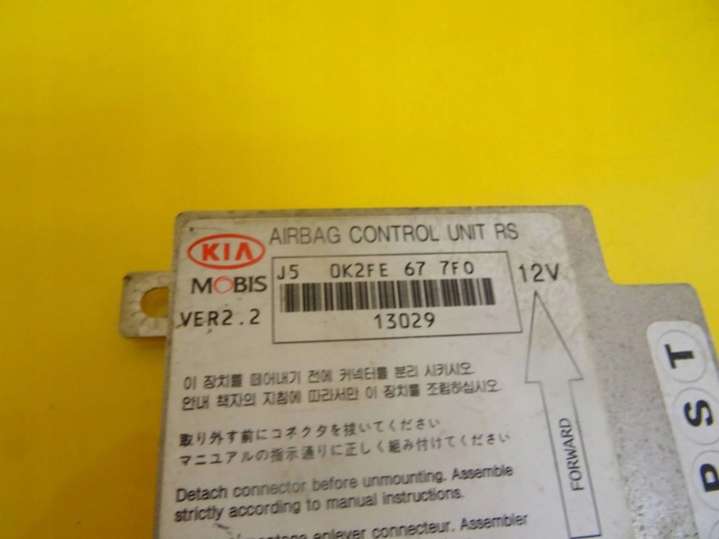 KIA
AIRBAG CONTROL UNIT RS
MOBIS
J5 0K2FE 67 7F0
12V
VER2.2
13029
이 장치를 떼어내기 전에 커넥터를 분리 시키시오.
안내 책자의 지침에 따라서만 이 장치를 조립하십시오.
取り外す前にコネクタを抜いてください
マニュアルの指示通りに正しく組み付けてください。
Detach connector before unmounting. Assemble
strictly according to manual instructions.
enlever connecteur. Assembler
FORWARD
P S T